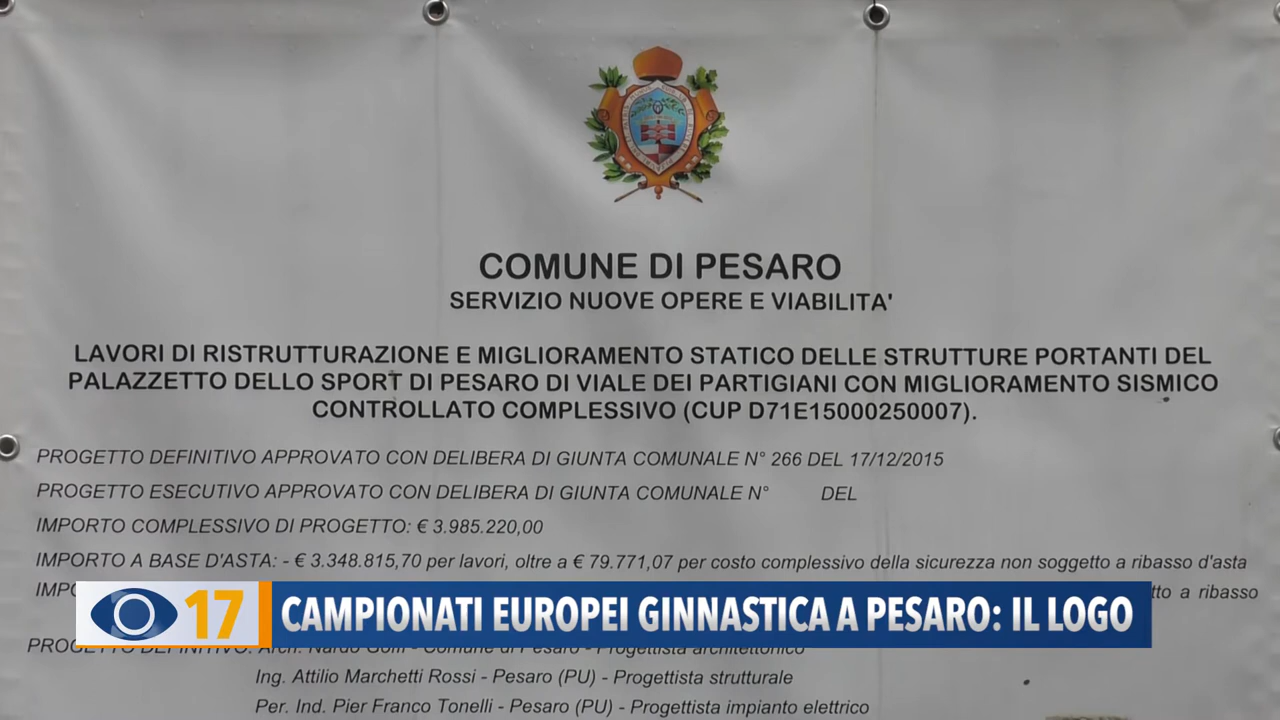 COMUNE DI PESARO
SERVIZIO NUOVE OPERE E VIABILITA'
LAVORI DI RISTRUTTURAZIONE E MIGLIORAMENTO STATICO DELLE STRUTTURE PORTANTI DEL
PALAZZETTO DELLO SPORT DI PESARO DI VIALE DEI PARTIGIANI CON MIGLIORAMENTO SISMICO
CONTROLLATO COMPLESSIVO (CUP D71E15000250007).
PROGETTO DEFINITIVO APPROVATO CON DELIBERA DI GIUNTA COMUNALE N° 266 DEL 17/12/2015
PROGETTO ESECUTIVO APPROVATO CON DELIBERA DI GIUNTA COMUNALE N° DEL
IMPORTO COMPLESSIVO DI PROGETTO: € 3.985.220,00
IMPORTO A BASE D'ASTA: - € 3.348.815,70 per lavori, oltre a € 79.771,07 per costo complessivo della sicurezza non soggetto a ribasso d'asta
a ribasso
17 CAMPIONATI EUROPEI GINNASTICA A PESARO: IL LOGO
Comune di Pesaro - Progettista architettonico
Ing. Attilio Marchetti Rossi - Pesaro (PU) - Progettista strutturale
Per. Ind. Pier Franco Tonelli - Pesaro (PU) - Progettista impianto elettrico